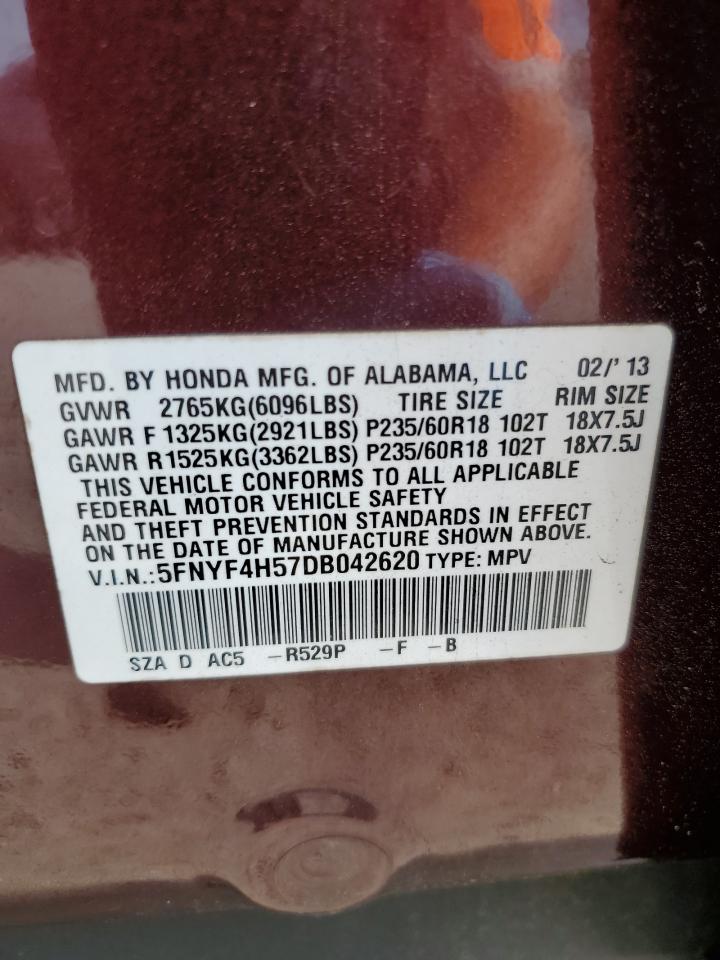 MFD. BY HONDA MFG. OF ALABAMA, LLC 02/'13
GVWR 2765KG(6096LBS) TIRE SIZE RIM SIZE
GAWR F 1325KG(2921LBS) P235/60R18 102T 18X7.5J
GAWR R1525KG(3362LBS) P235/60R18 102T 18X7.5J
THIS VEHICLE CONFORMS TO ALL APPLICABLE
FEDERAL MOTOR VEHICLE SAFETY
AND THEFT PREVENTION STANDARDS IN EFFECT
ON THE DATE OF MANUFACTURE SHOWN ABOVE.
V.I.N.:5FNYF4H57DB042620 TYPE: MPV
SZA D AC5 -R529P -F -B